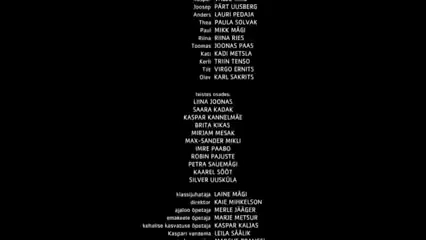 Joosep PÄRT UUSBERG
Anders LAURI PEDAJA
Thea PAULA SOLVAK
Paul MIKK MÄGI
Riina RIINA RIES
Toomas JOONAS PAAS
Kati KADI METSLA
Kerli TRIIN TENSO
Tiit VIRGO ERNITS
Olav KARL SAKRITS
teistes osades:
LIINA JOONAS
SAARA KADAK
KASPAR KANNELMÄE
BRITA KIKAS
MIRJAM MESAK
MAX-SANDER MIKLI
IMRE PAABO
ROBIN PAJUSTE
PETRA SAUEMÄGI
KAAREL SÖÖT
SILVER UUSKÜLA
klassijuhataja LAINE MÄGI
direktor KAIE MIHKELSON
ajaloo õpetaja MERLE JÄÄGER
emakeele õpetaja MARJE METSUR
kehalise kasvatuse õpetaja KASPAR KALJAS
Kaspari vanaema LEILA SÄÄLIK